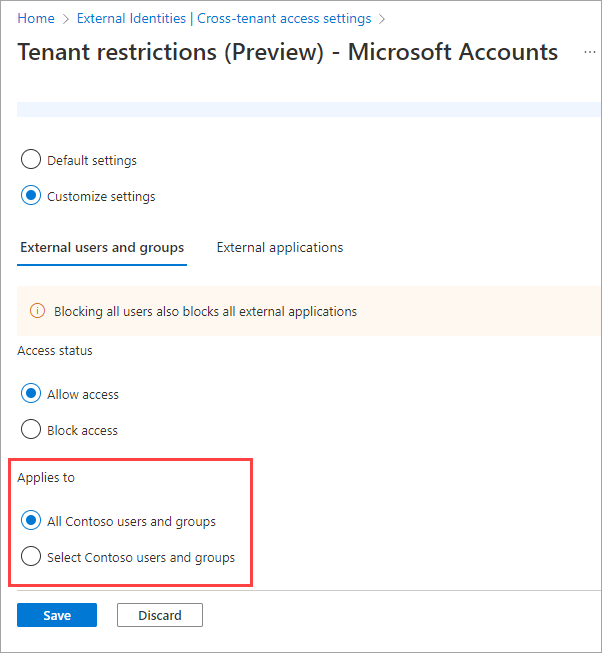 Home > External Identities | Cross-tenant access settings >
Tenant restrictions (Preview) - Microsoft Accounts ...
Default settings
Customize settings
External users and groups External applications
Blocking all users also blocks all external applications
Access status
Allow access
Block access
Applies to
All Contoso users and groups
Select Contoso users and groups
Save Discard